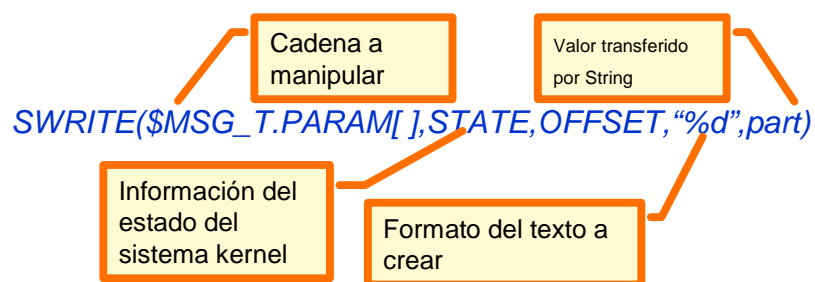 Cadena a
manipular
Valor transferido
por String
SWRITE($MSG_T.PARAM[ ],STATE,OFFSET,“%d”,part)
Información del
estado del
sistema kernel
Formato del texto a
crear